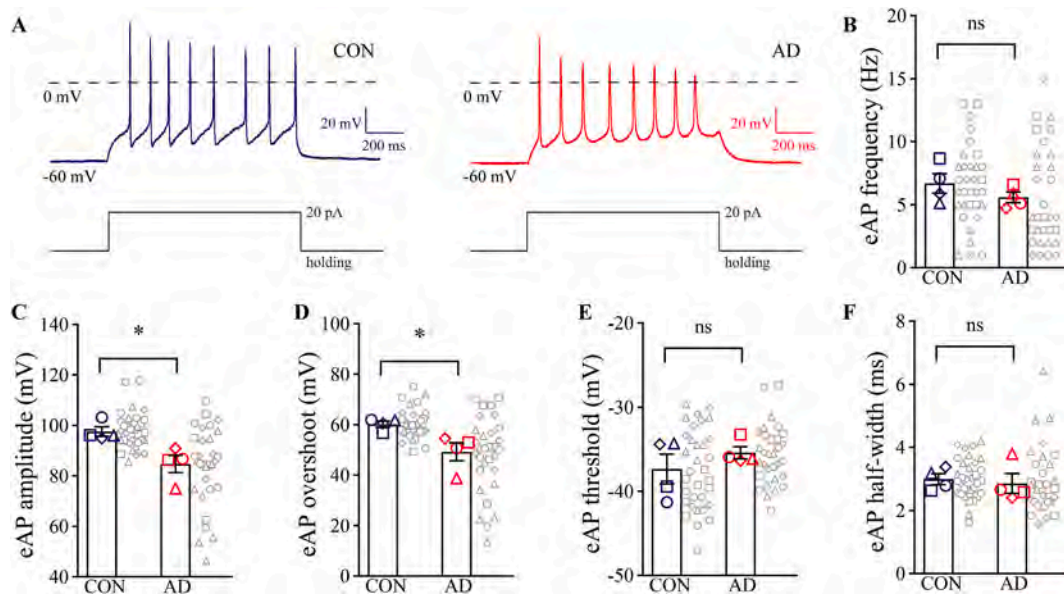 A
CON
0 mV
20 mV
200 ms
-60 mV
20 pA
holding
AD
0 mV
20 mV
200 ms
-60 mV
20 pA
holding
B
ns
eAP frequency (Hz)
20
15
10
5
0
CON
AD
C
*
eAP amplitude (mV)
140
120
100
80
60
40
CON
AD
D
*
eAP overshoot (mV)
100
80
60
40
20
0
CON
AD
E
ns
eAP threshold (mV)
-20
-30
-40
-50
CON
AD
F
ns
eAP half-width (ms)
8
6
4
2
0
CON
AD